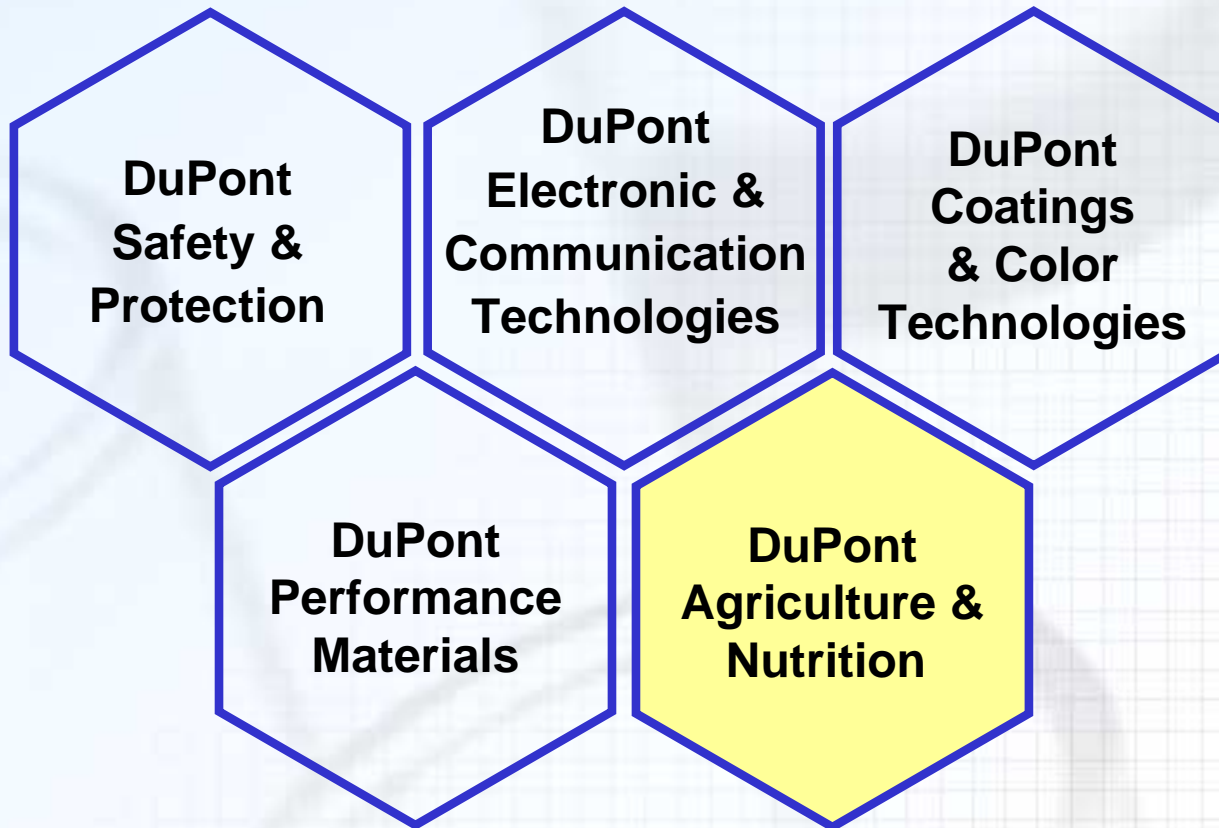 DuPont
Safety &
Protection
DuPont
Electronic &
Communication
Technologies
DuPont
Coatings
& Color
Technologies
DuPont
Performance
Materials
DuPont
Agriculture &
Nutrition